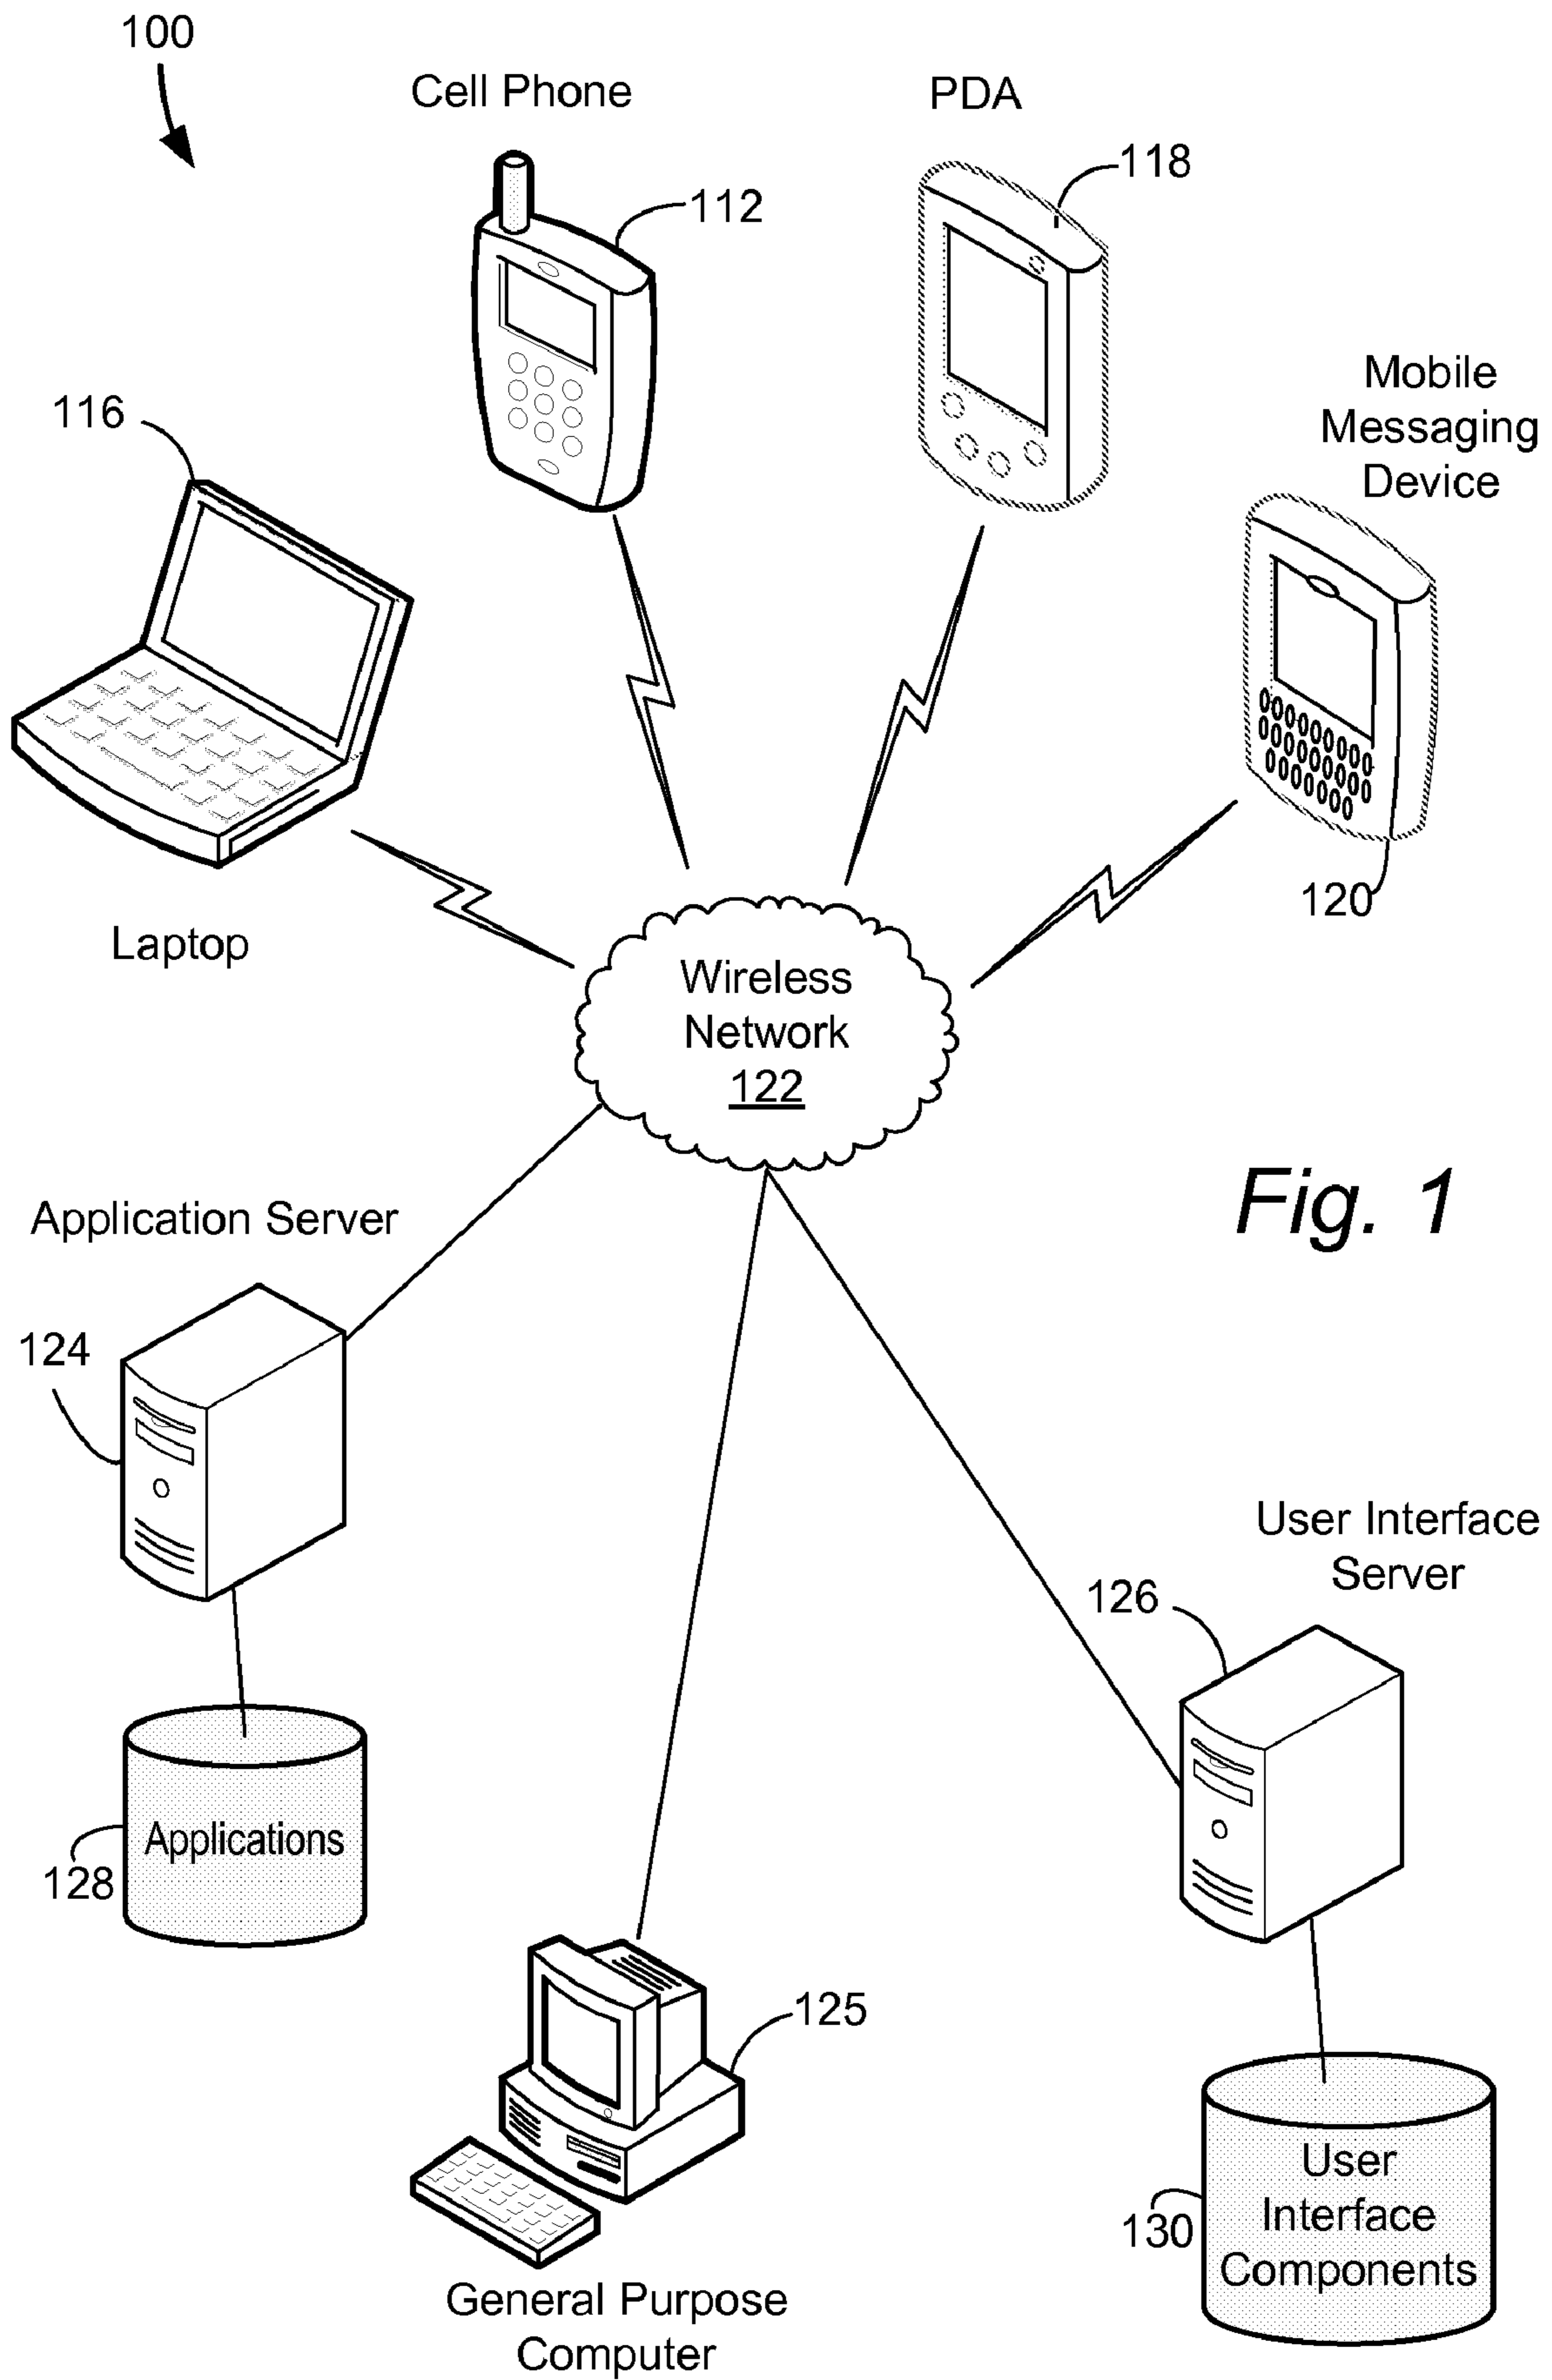 100
Cell Phone
PDA
118
112
Mobile
Messaging
Device
116
120
Laptop
Wireless
Network
122
Fig. 1
Application Server
124
User Interface
Server
126
Applications
128
125
User
Interface
Components
130
General Purpose
Computer